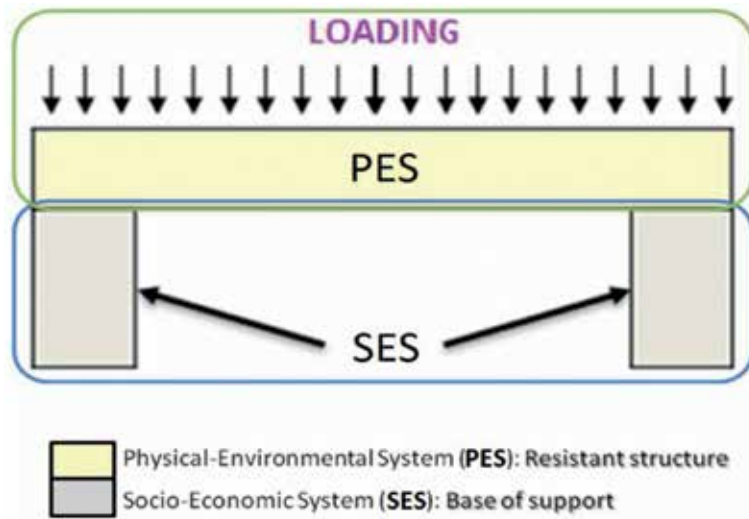 LOADING
PES
SES
Physical-Environmental System (PES): Resistant structure
Socio-Economic System (SES): Base of support